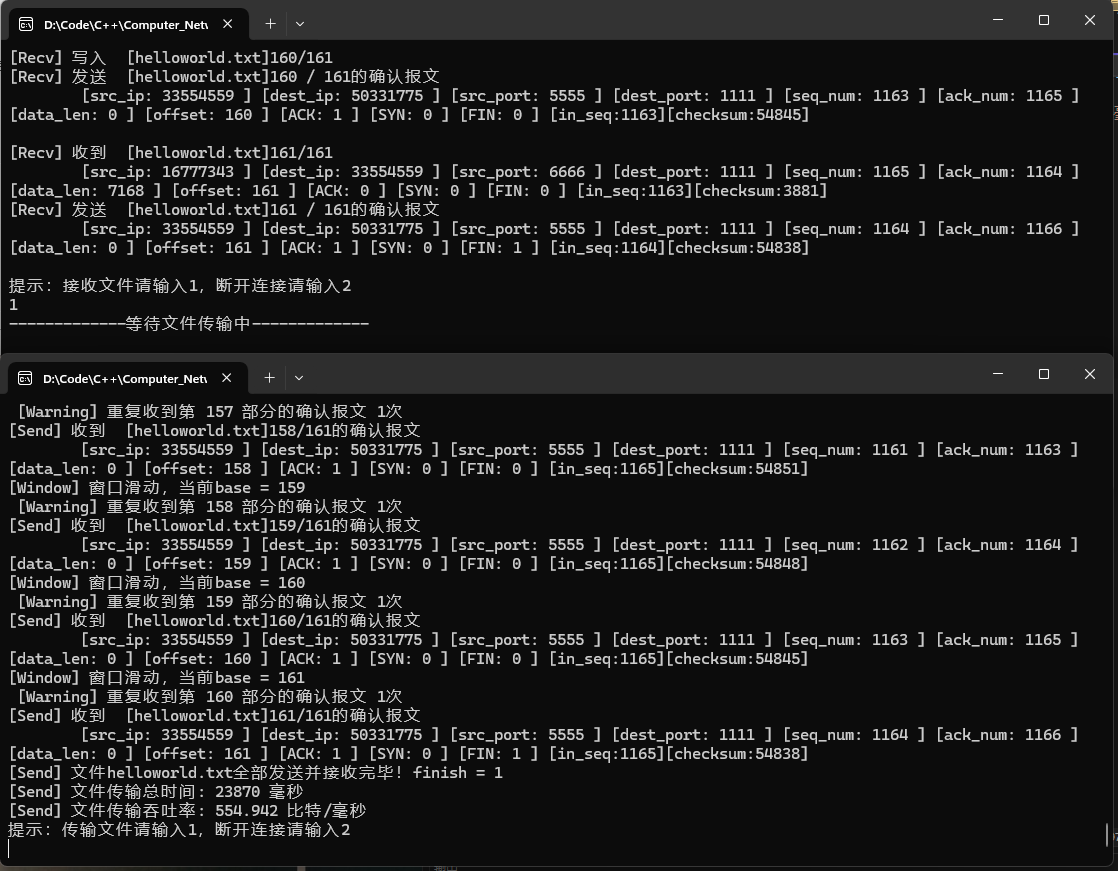 D:\Code\C++\Computer_Netv
[Recv] 写入  [helloworld.txt]160/161
[Recv] 发送  [helloworld.txt]160 / 161的确认报文
[src_ip: 33554559 ] [dest_ip: 50331775 ] [src_port: 5555 ] [dest_port: 1111 ] [seq_num: 1163 ] [ack_num: 1165 ]
[data_len: 0 ] [offset: 160 ] [ACK: 1 ] [SYN: 0 ] [FIN: 0 ] [in_seq:1163][checksum:54845]
[Recv] 收到  [helloworld.txt]161/161
[src_ip: 16777343 ] [dest_ip: 33554559 ] [src_port: 6666 ] [dest_port: 1111 ] [seq_num: 1165 ] [ack_num: 1164 ]
[data_len: 7168 ] [offset: 161 ] [ACK: 0 ] [SYN: 0 ] [FIN: 0 ] [in_seq:1163][checksum:3881]
[Recv] 发送  [helloworld.txt]161 / 161的确认报文
[src_ip: 33554559 ] [dest_ip: 50331775 ] [src_port: 5555 ] [dest_port: 1111 ] [seq_num: 1164 ] [ack_num: 1166 ]
[data_len: 0 ] [offset: 161 ] [ACK: 1 ] [SYN: 0 ] [FIN: 1 ] [in_seq:1164][checksum:54838]
提示：接收文件请输入1，断开连接请输入2
1
-------------等待文件传输中-------------
D:\Code\C++\Computer_Netv
[Warning] 重复收到第 157 部分的确认报文 1次
[Send] 收到  [helloworld.txt]158/161的确认报文
[src_ip: 33554559 ] [dest_ip: 50331775 ] [src_port: 5555 ] [dest_port: 1111 ] [seq_num: 1161 ] [ack_num: 1163 ]
[data_len: 0 ] [offset: 158 ] [ACK: 1 ] [SYN: 0 ] [FIN: 0 ] [in_seq:1165][checksum:54851]
[Window] 窗口滑动，当前base = 159
[Warning] 重复收到第 158 部分的确认报文 1次
[Send] 收到  [helloworld.txt]159/161的确认报文
[src_ip: 33554559 ] [dest_ip: 50331775 ] [src_port: 5555 ] [dest_port: 1111 ] [seq_num: 1162 ] [ack_num: 1164 ]
[data_len: 0 ] [offset: 159 ] [ACK: 1 ] [SYN: 0 ] [FIN: 0 ] [in_seq:1165][checksum:54848]
[Window] 窗口滑动，当前base = 160
[Warning] 重复收到第 159 部分的确认报文 1次
[Send] 收到  [helloworld.txt]160/161的确认报文
[src_ip: 33554559 ] [dest_ip: 50331775 ] [src_port: 5555 ] [dest_port: 1111 ] [seq_num: 1163 ] [ack_num: 1165 ]
[data_len: 0 ] [offset: 160 ] [ACK: 1 ] [SYN: 0 ] [FIN: 0 ] [in_seq:1165][checksum:54845]
[Window] 窗口滑动，当前base = 161
[Warning] 重复收到第 160 部分的确认报文 1次
[Send] 收到  [helloworld.txt]161/161的确认报文
[src_ip: 33554559 ] [dest_ip: 50331775 ] [src_port: 5555 ] [dest_port: 1111 ] [seq_num: 1164 ] [ack_num: 1166 ]
[data_len: 0 ] [offset: 161 ] [ACK: 1 ] [SYN: 0 ] [FIN: 1 ] [in_seq:1165][checksum:54838]
[Send] 文件helloworld.txt全部发送并接收完毕！finish = 1
[Send] 文件传输总时间：23870 毫秒
[Send] 文件传输吞吐率：554.942 比特/毫秒
提示：传输文件请输入1，断开连接请输入2